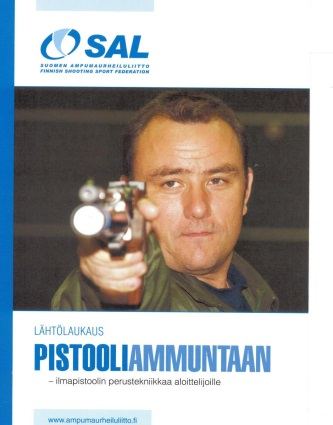 SAL
SUOMEN AMPUMAURHEILULIITTO
FINNISH SHOOTING SPORT FEDERATION
LÄHTÖLAUKAUS
PISTOOLIAMMUNTAAN
– ilmapistoolin perustekniikkaa aloittelijoille
www.ampumaurheiluliitto.fi